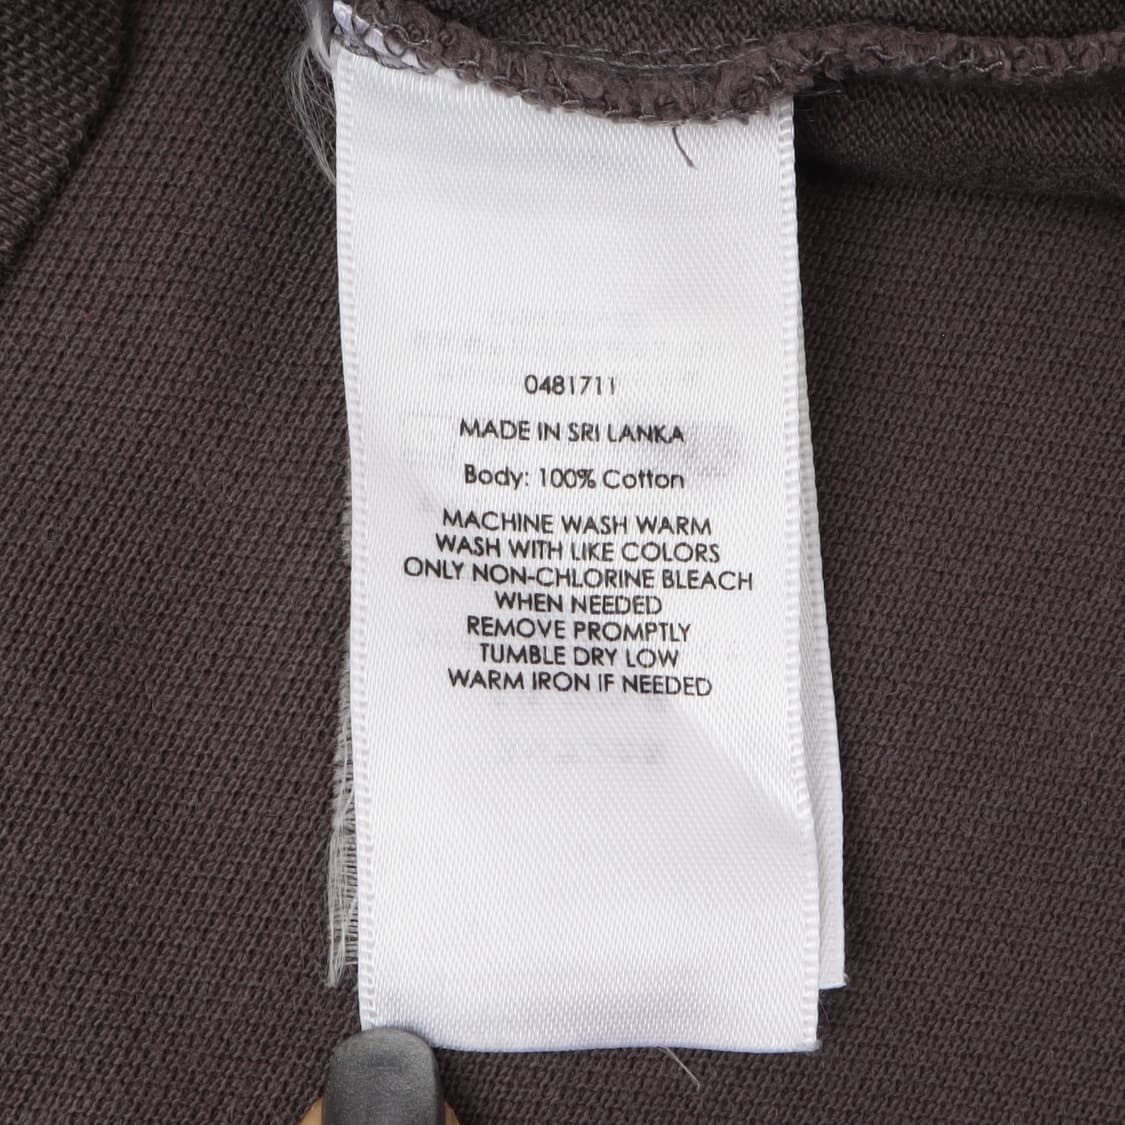 0481711
MADE IN SRI LANKA
Body: 100% Cotton
MACHINE WASH WARM
WASH WITH LIKE COLORS
ONLY NON-CHLORINE BLEACH
WHEN NEEDED
REMOVE PROMPTLY
TUMBLE DRY LOW
WARM IRON IF NEEDED